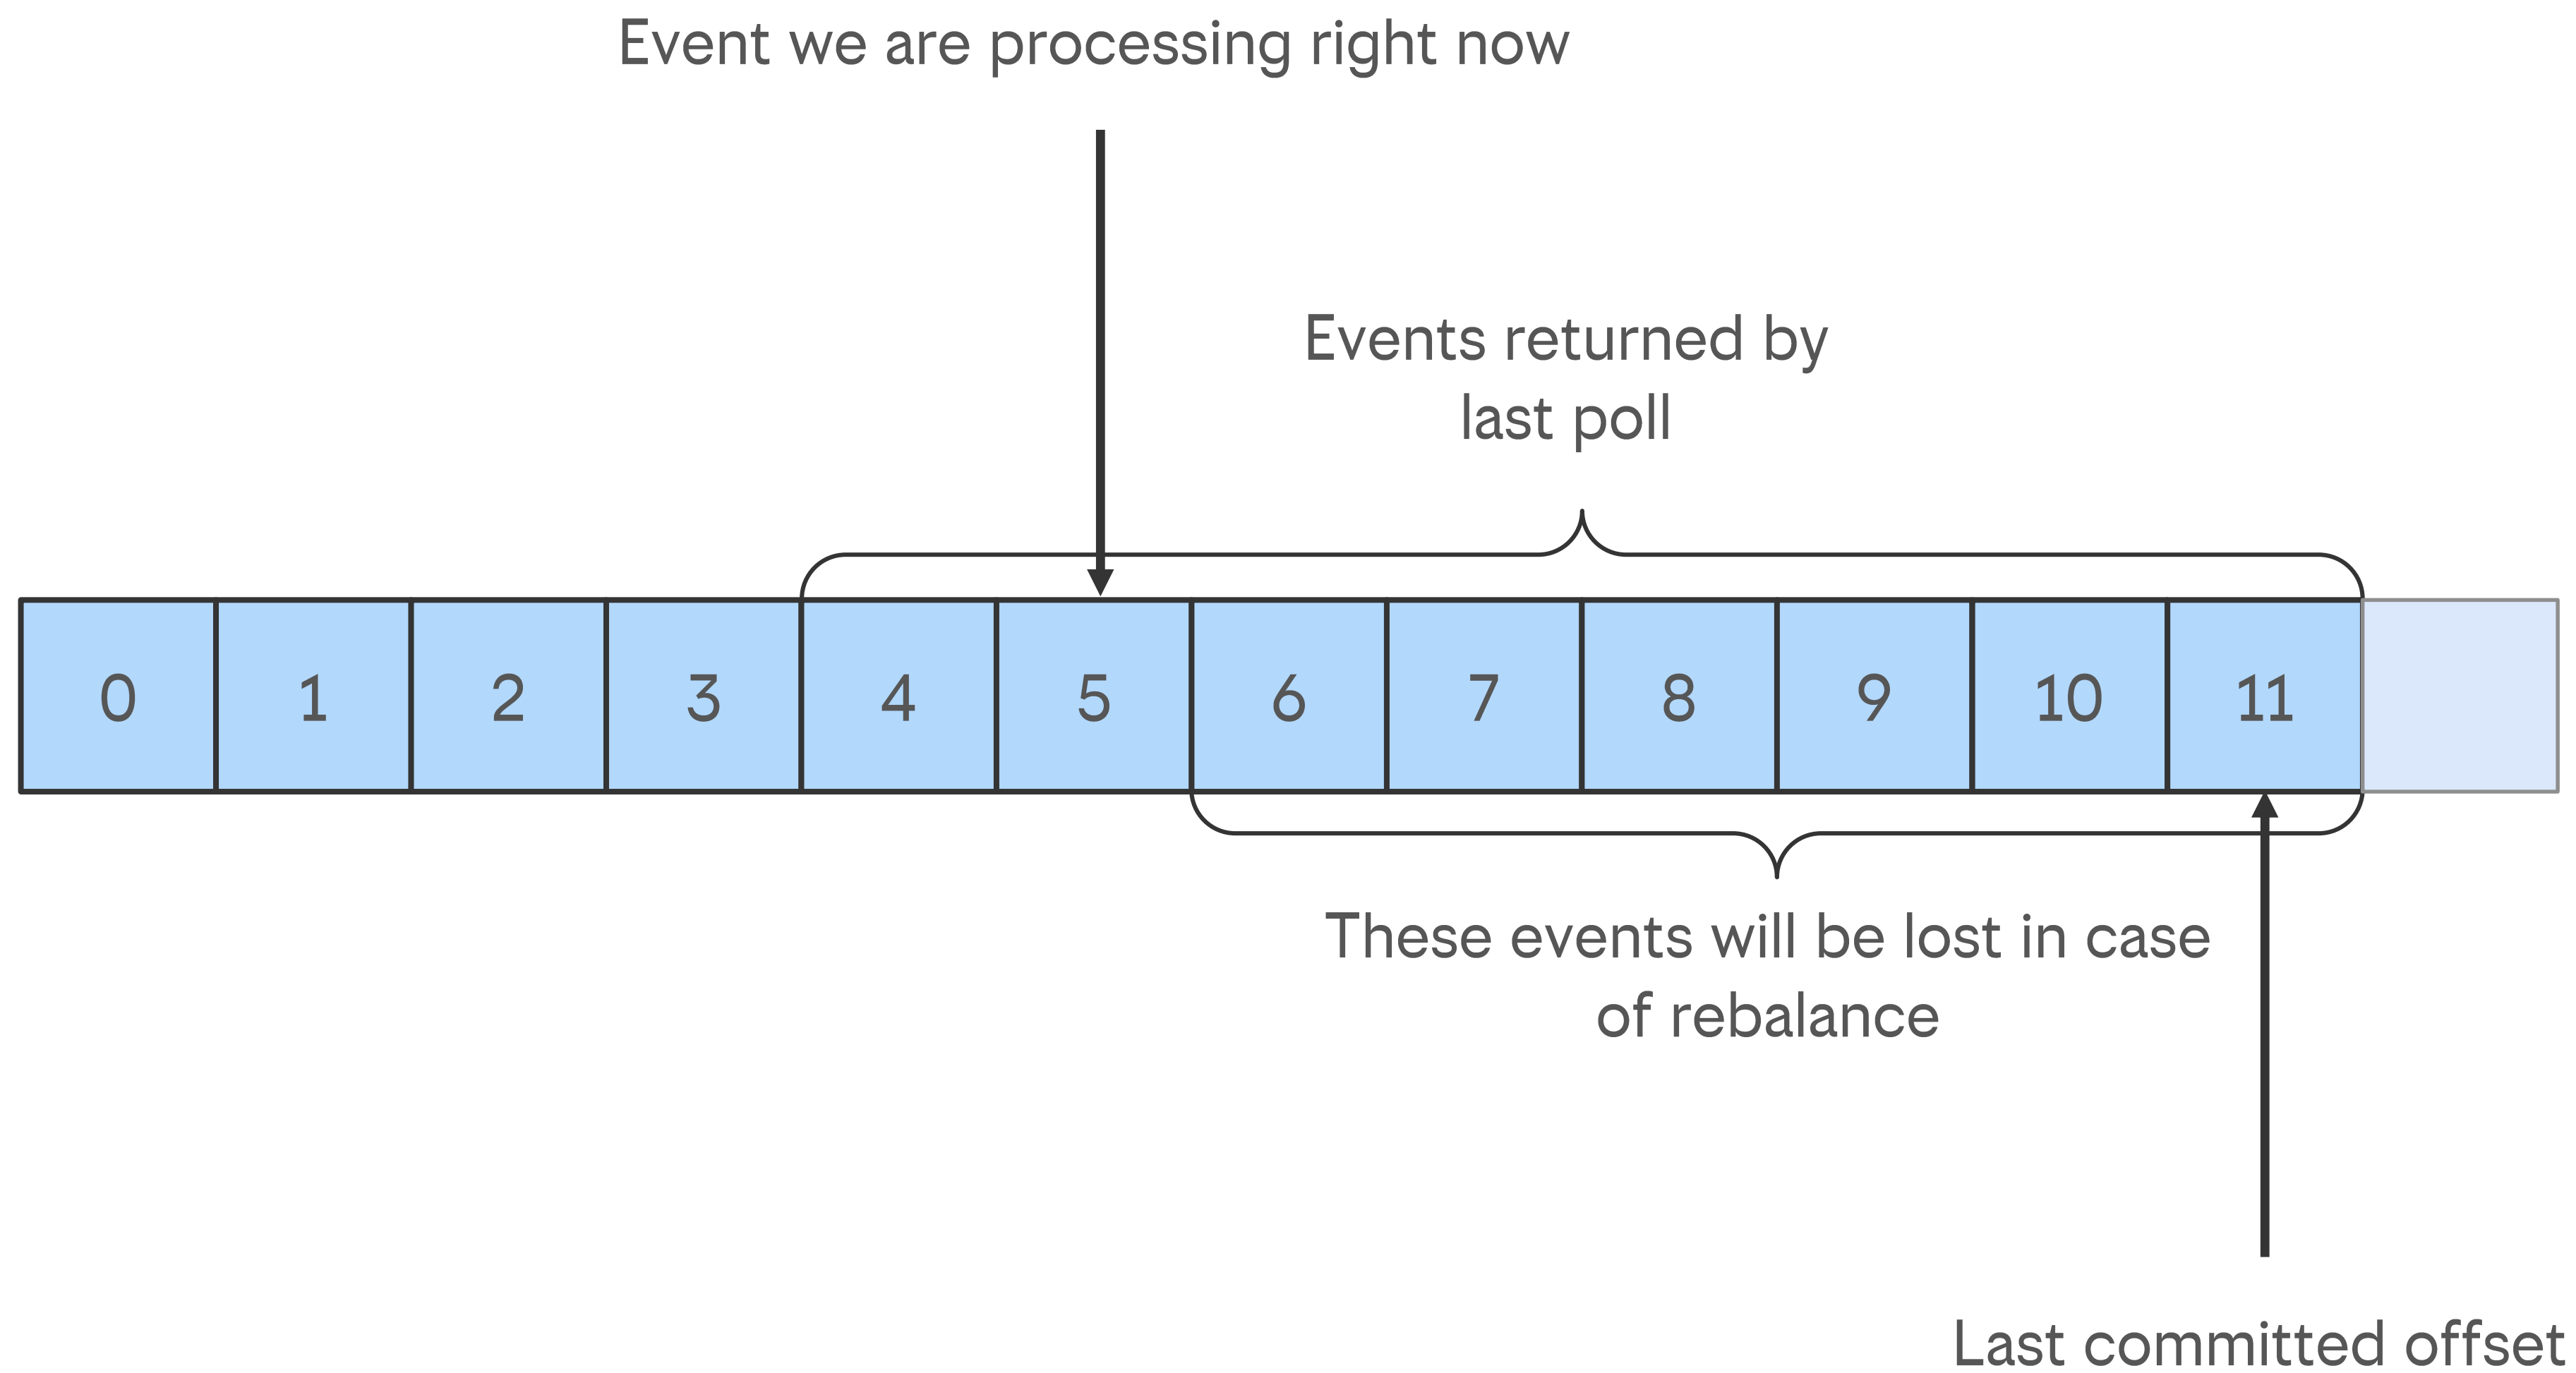 Event we are processing right now
Events returned by
last poll
0 1 2 3 4 5 6 7 8 9 10 11
These events will be lost in case
of rebalance
Last committed offset